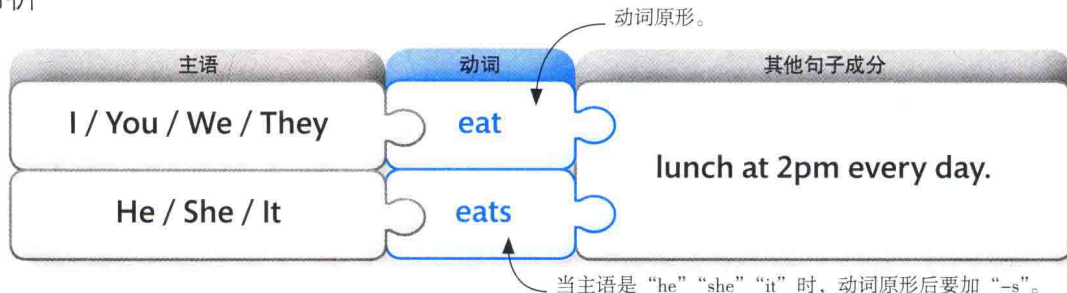 动词原形。
主语 动词 其他句子成分
I / You / We / They eat
lunch at 2pm every day.
He / She / It eats
当主语是“he”“she”“it”时，动词原形后要加“-s”。